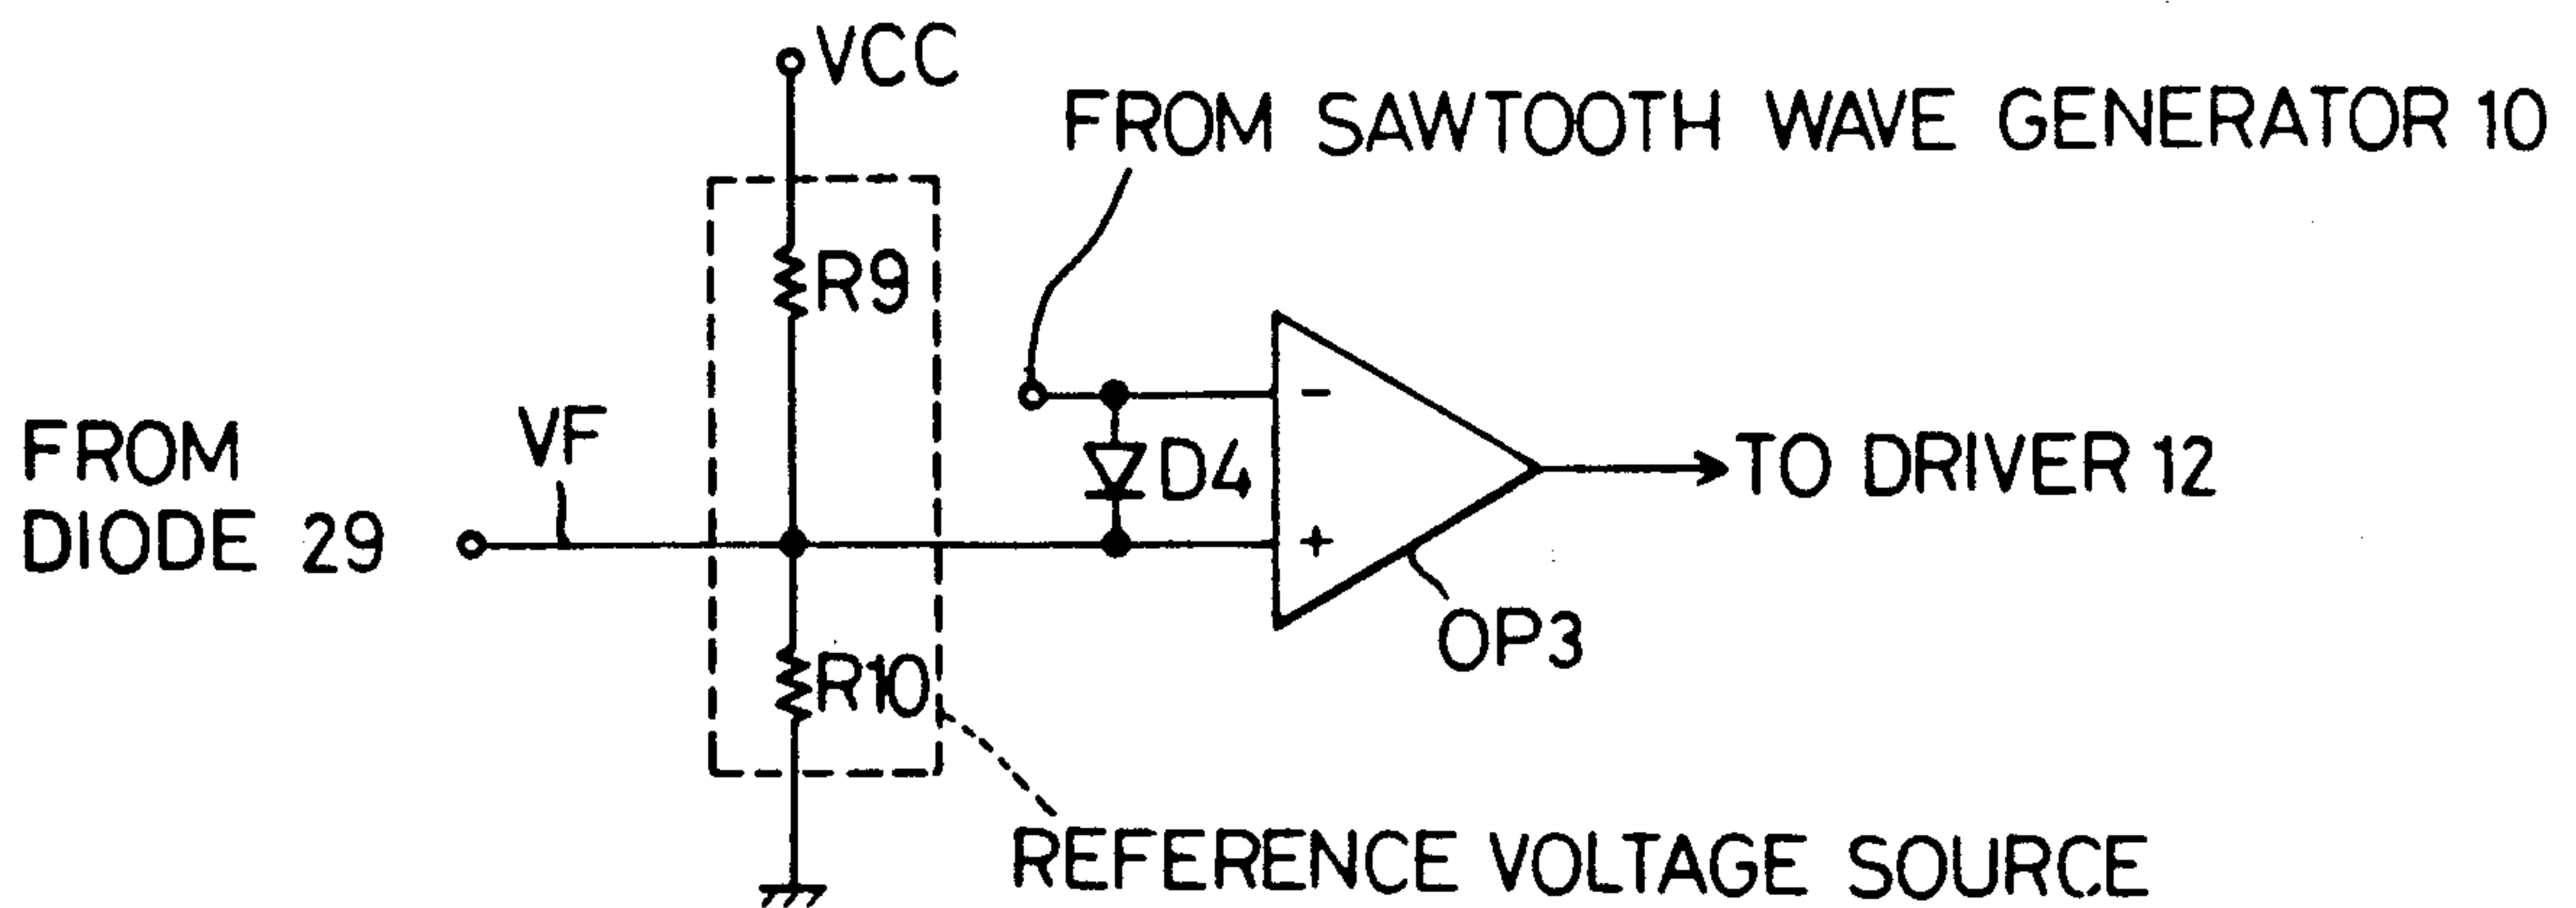 VCC
FROM SAWTOOTH WAVE GENERATOR 10
R9
-
FROM
DIODE 29
VF
D4
TO DRIVER 12
+
OP3
R10
REFERENCE VOLTAGE SOURCE